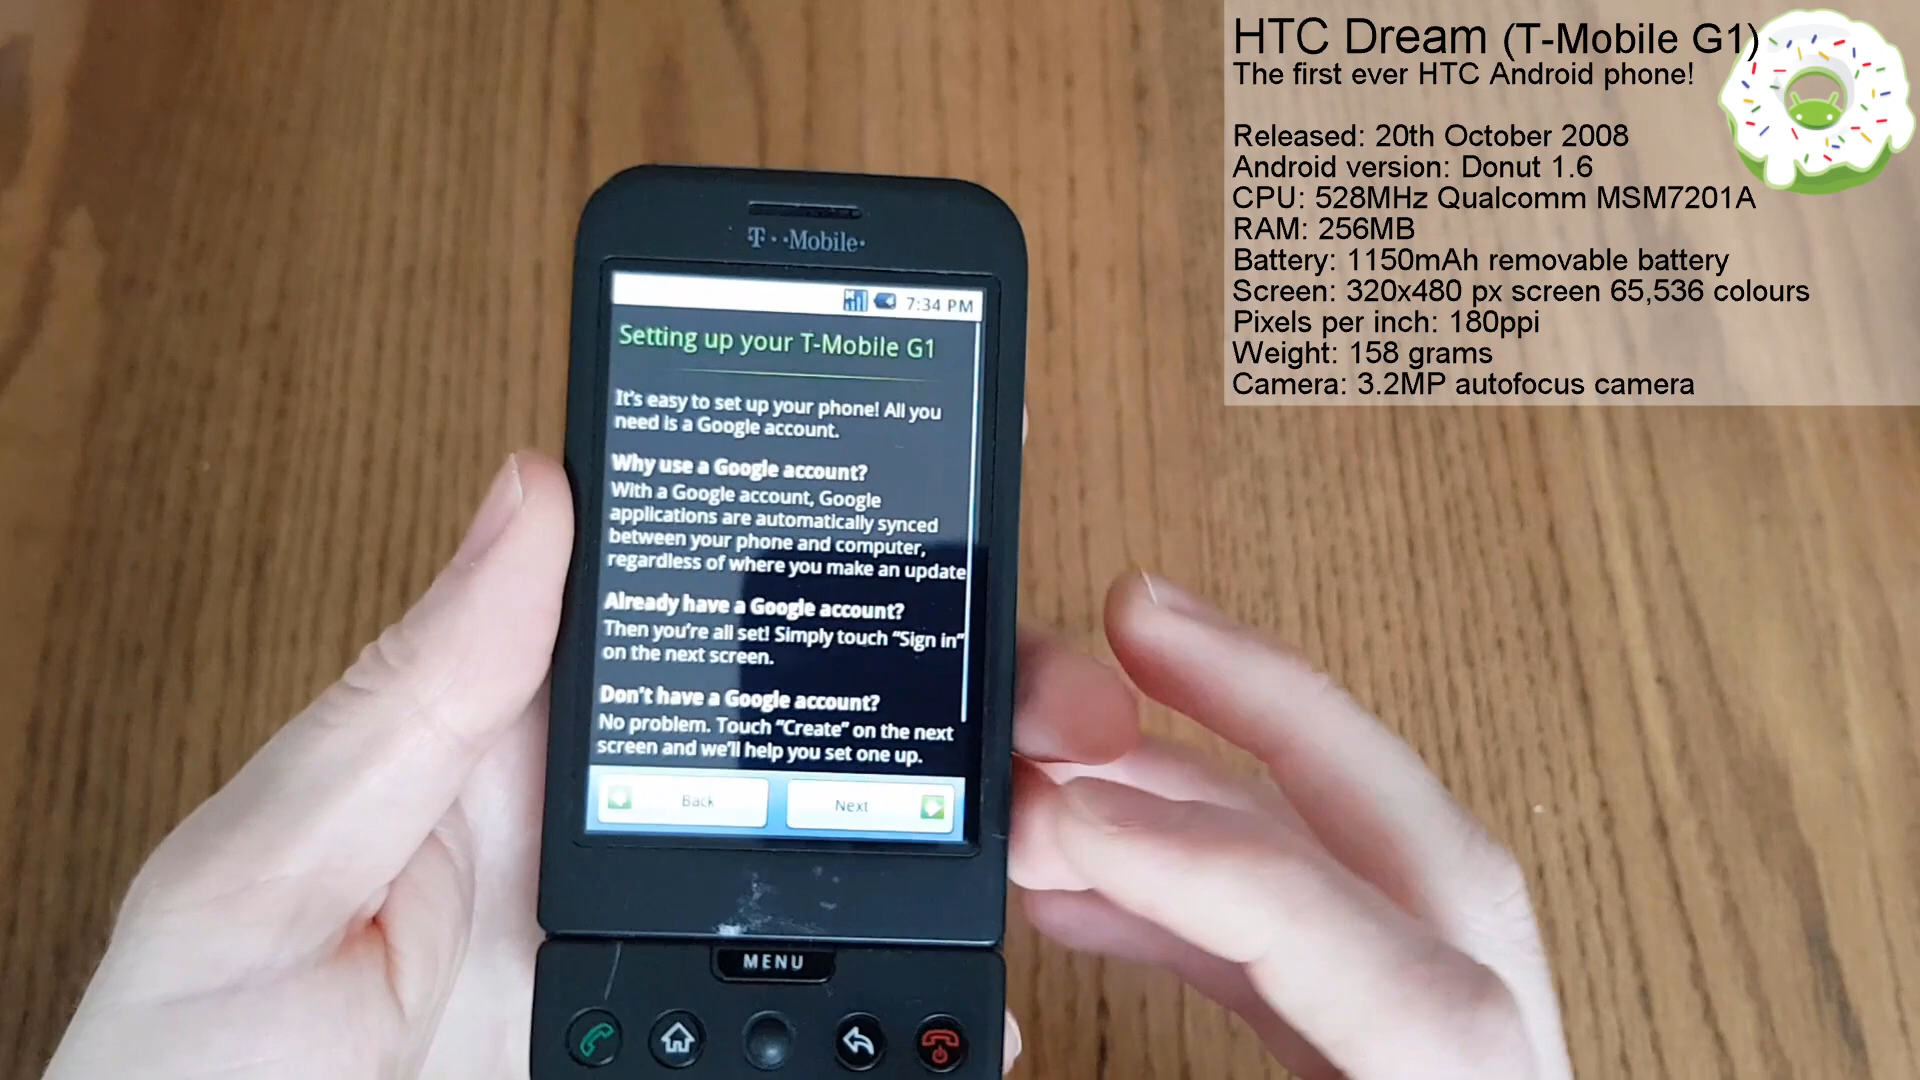 HTC Dream (T-Mobile G1)
The first ever HTC Android phone!
Released: 20th October 2008
Android version: Donut 1.6
CPU: 528MHz Qualcomm MSM7201A
RAM: 256MB
Battery: 1150mAh removable battery
Screen: 320x480 px screen 65,536 colours
Pixels per inch: 180ppi
Weight: 158 grams
Camera: 3.2MP autofocus camera
T··Mobile·
7:34 PM
Setting up your T-Mobile G1
It's easy to set up your phone! All you
need is a Google account.
Why use a Google account?
With a Google account, Google
applications are automatically synced
between your phone and computer,
regardless of where you make an update
Already have a Google account?
Then you're all set! Simply touch "Sign in"
on the next screen.
Don't have a Google account?
No problem. Touch "Create" on the next
screen and we'll help you set one up.
Back
Next
MENU